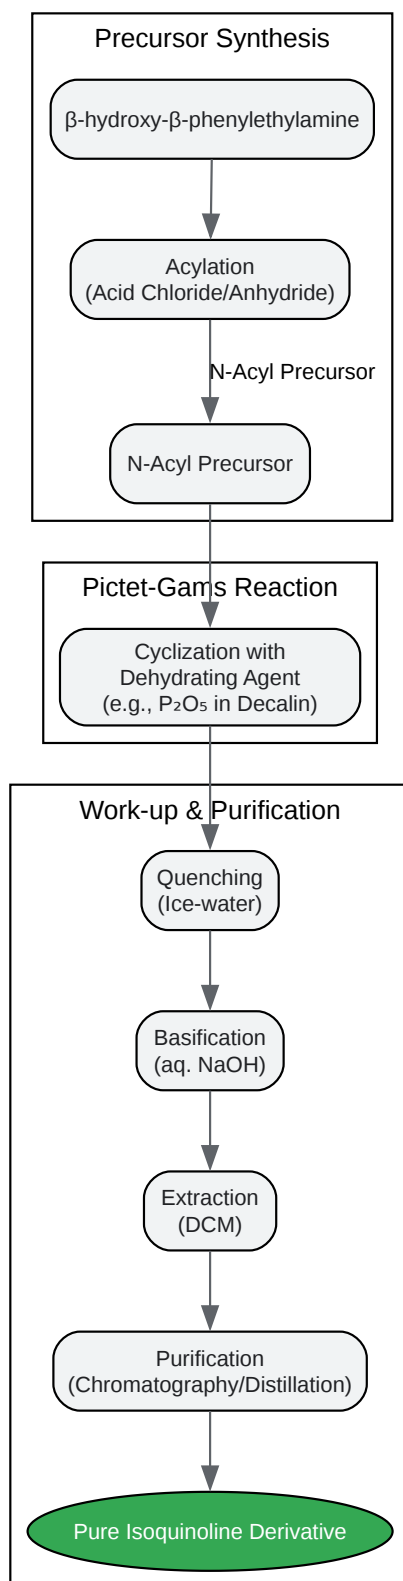 Precursor Synthesis
β-hydroxy-β-phenylethylamine
Acylation
(Acid Chloride/Anhydride)
N-Acyl Precursor
N-Acyl Precursor
Pictet-Gams Reaction
Cyclization with
Dehydrating Agent
(e.g., P₂O₅ in Decalin)
Work-up & Purification
Quenching
(Ice-water)
Basification
(aq. NaOH)
Extraction
(DCM)
Purification
(Chromatography/Distillation)
Pure Isoquinoline Derivative